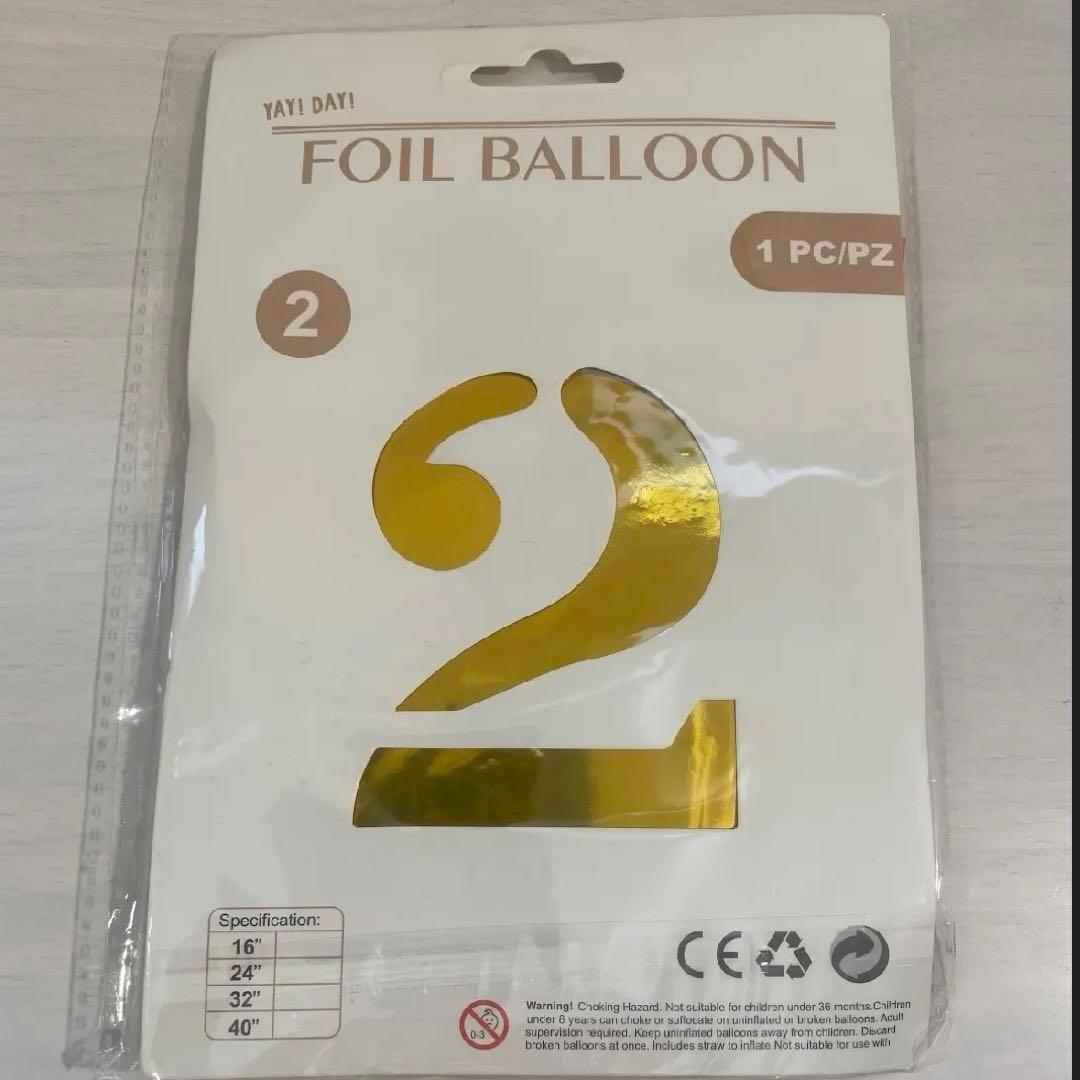 YAY! DAY!
FOIL BALLOON
1 PC/PZ
2
2
Specification:
16"
24"
32"
40"
CE
0-3
Warning! Choking Hazard. Not suitable for children under 36 months.Children
under 8 years can choke or suffocate on uninflated or broken balloons. Adult
supervision required. Keep uninflated balloons away from children. Discard
broken balloons at once. Includes straw to inflate Not suitable for use with